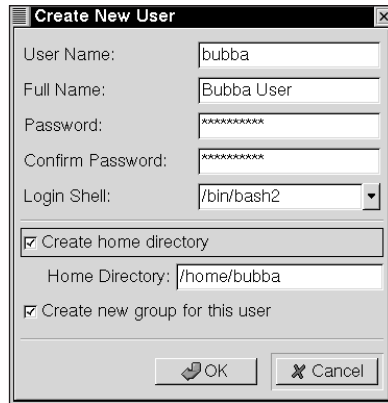 Create New User
User Name: bubba
Full Name: Bubba User
Password: **********
Confirm Password: **********
Login Shell: /bin/bash2
Create home directory
Home Directory: /home/bubba
Create new group for this user
OK Cancel